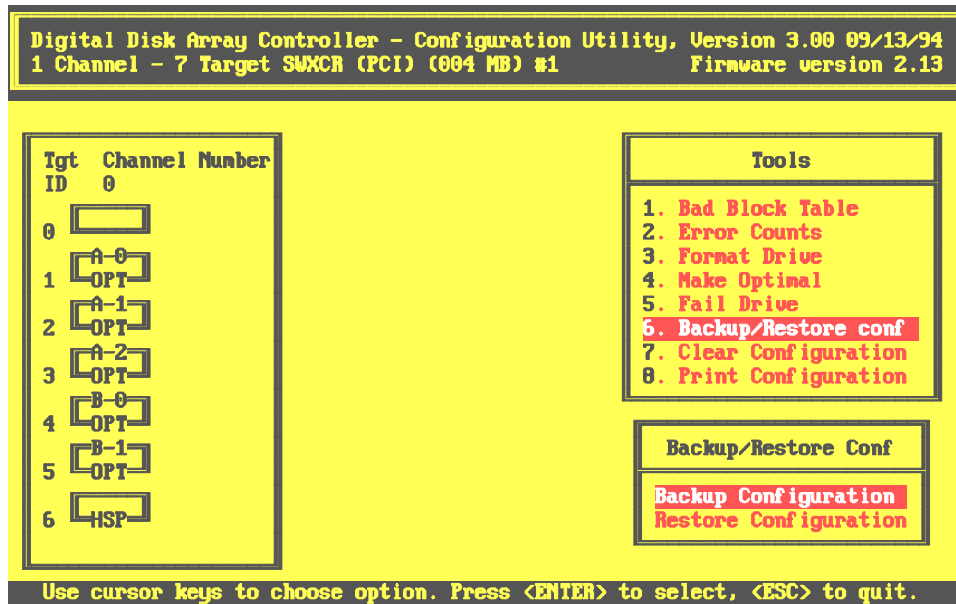 Digital Disk Array Controller - Configuration Utility, Version 3.00 09/13/94
1 Channel - 7 Target SWXCR (PCI) (004 MB) #1 Firmware version 2.13
Tgt Channel Number
ID 0
0
A-0
1 OPT
A-1
2 OPT
A-2
3 OPT
B-0
4 OPT
B-1
5 OPT
6 HSP
Tools
1. Bad Block Table
2. Error Counts
3. Format Drive
4. Make Optimal
5. Fail Drive
6. Backup/Restore conf
7. Clear Configuration
8. Print Configuration
Backup/Restore Conf
Backup Configuration
Restore Configuration
Use cursor keys to choose option. Press <ENTER> to select, <ESC> to quit.